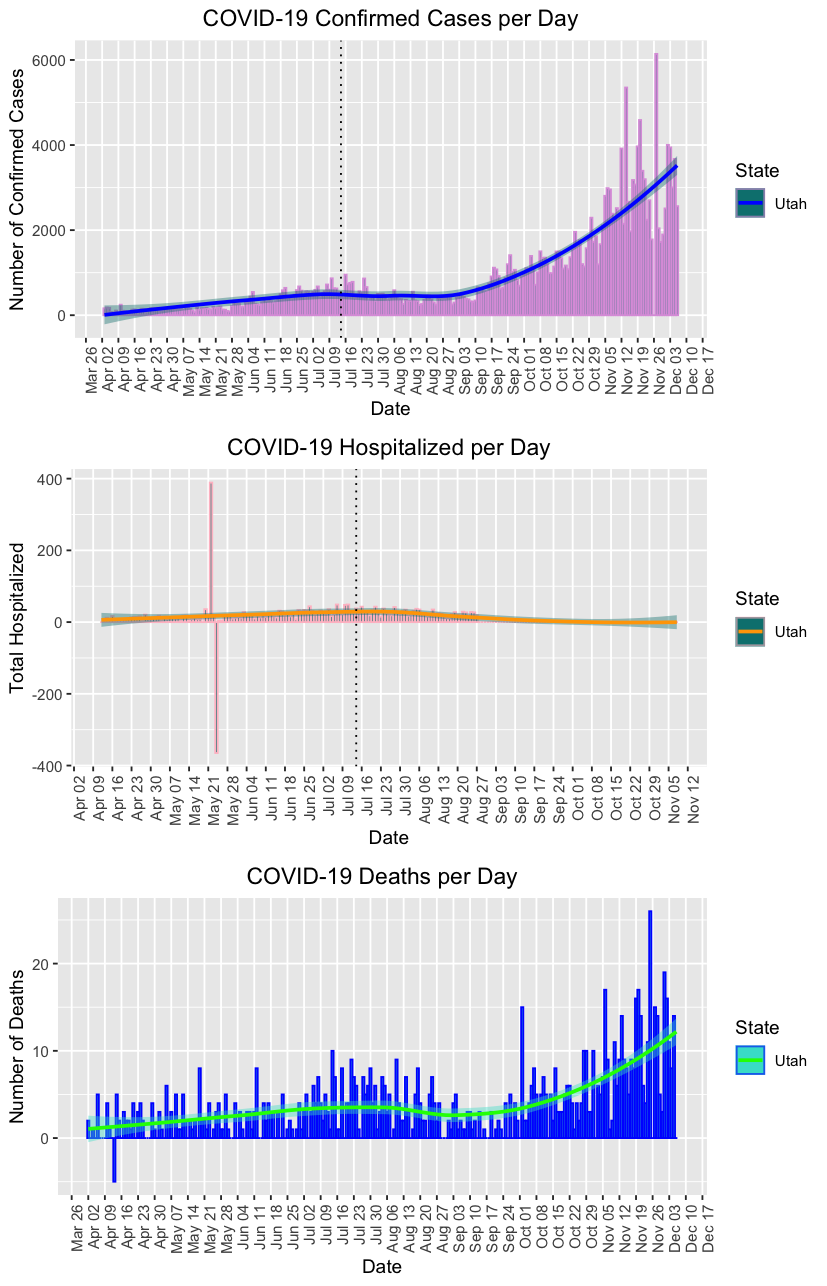 COVID-19 Confirmed Cases per Day
Number of Confirmed Cases
6000
4000
2000
0
Mar 26
Apr 02
Apr 09
Apr 16
Apr 23
Apr 30
May 07
May 14
May 21
May 28
Jun 04
Jun 11
Jun 18
Jun 25
Jul 02
Jul 09
Jul 16
Jul 23
Jul 30
Aug 06
Aug 13
Aug 20
Aug 27
Sep 03
Sep 10
Sep 17
Sep 24
Oct 01
Oct 08
Oct 15
Oct 22
Oct 29
Nov 05
Nov 12
Nov 19
Nov 26
Dec 03
Dec 10
Dec 17
Date
State
Utah
COVID-19 Hospitalized per Day
Total Hospitalized
400
200
0
-200
-400
Apr 02
Apr 09
Apr 16
Apr 23
Apr 30
May 07
May 14
May 21
May 28
Jun 04
Jun 11
Jun 18
Jun 25
Jul 02
Jul 09
Jul 16
Jul 23
Jul 30
Aug 06
Aug 13
Aug 20
Aug 27
Sep 03
Sep 10
Sep 17
Sep 24
Oct 01
Oct 08
Oct 15
Oct 22
Oct 29
Nov 05
Nov 12
Date
State
Utah
COVID-19 Deaths per Day
Number of Deaths
20
10
0
Mar 26
Apr 02
Apr 09
Apr 16
Apr 23
Apr 30
May 07
May 14
May 21
May 28
Jun 04
Jun 11
Jun 18
Jun 25
Jul 02
Jul 09
Jul 16
Jul 23
Jul 30
Aug 06
Aug 13
Aug 20
Aug 27
Sep 03
Sep 10
Sep 17
Sep 24
Oct 01
Oct 08
Oct 15
Oct 22
Oct 29
Nov 05
Nov 12
Nov 19
Nov 26
Dec 03
Dec 10
Dec 17
Date
State
Utah